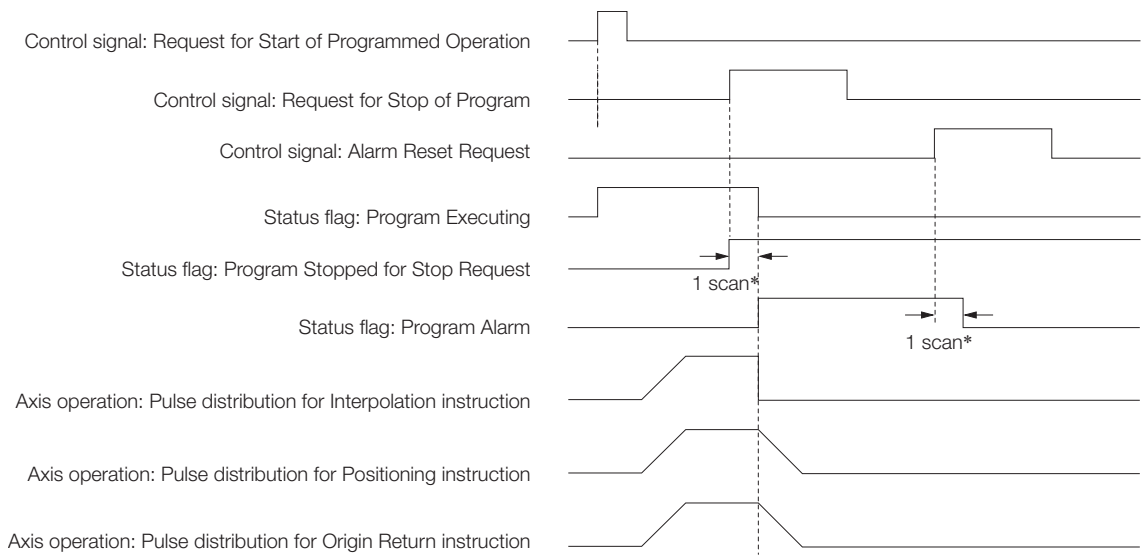 Control signal: Request for Start of Programmed Operation
Control signal: Request for Stop of Program
Control signal: Alarm Reset Request
Status flag: Program Executing
Status flag: Program Stopped for Stop Request
1 scan*
Status flag: Program Alarm
1 scan*
Axis operation: Pulse distribution for Interpolation instruction
Axis operation: Pulse distribution for Positioning instruction
Axis operation: Pulse distribution for Origin Return instruction